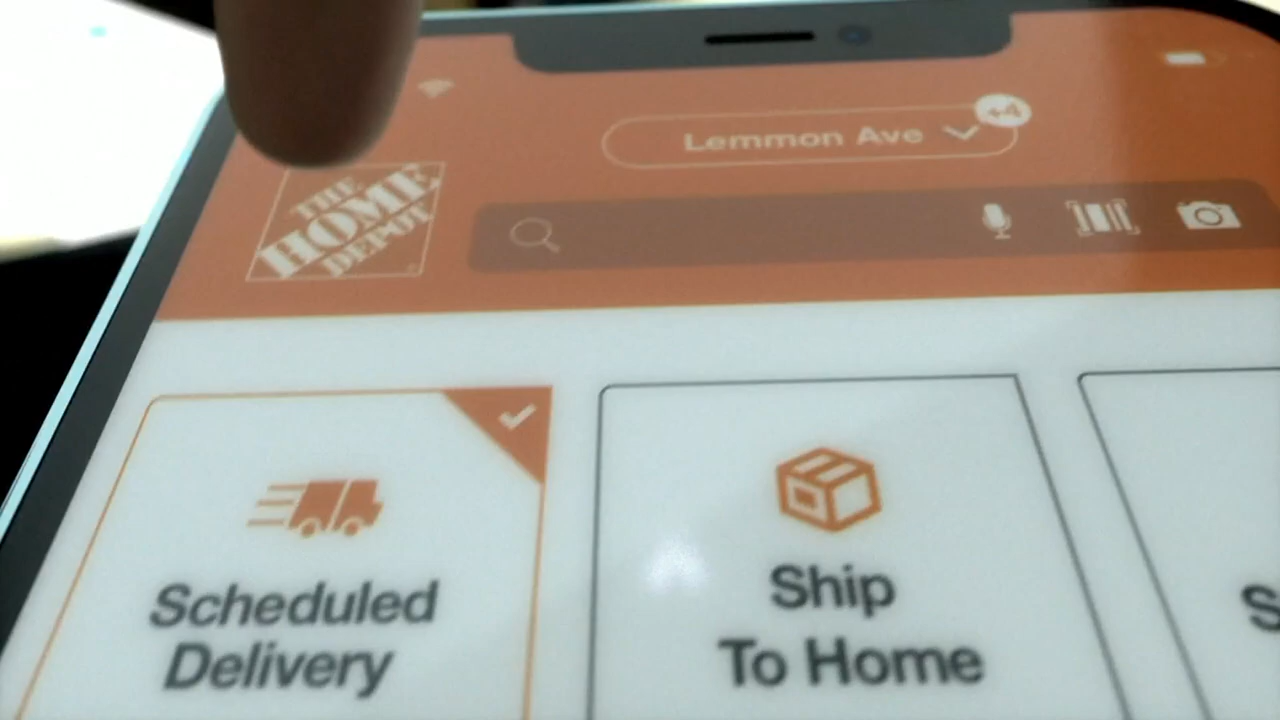 Lemmon Ave
+4
THE
HOME
DEPOT
Scheduled
Delivery
Ship
To Home
S